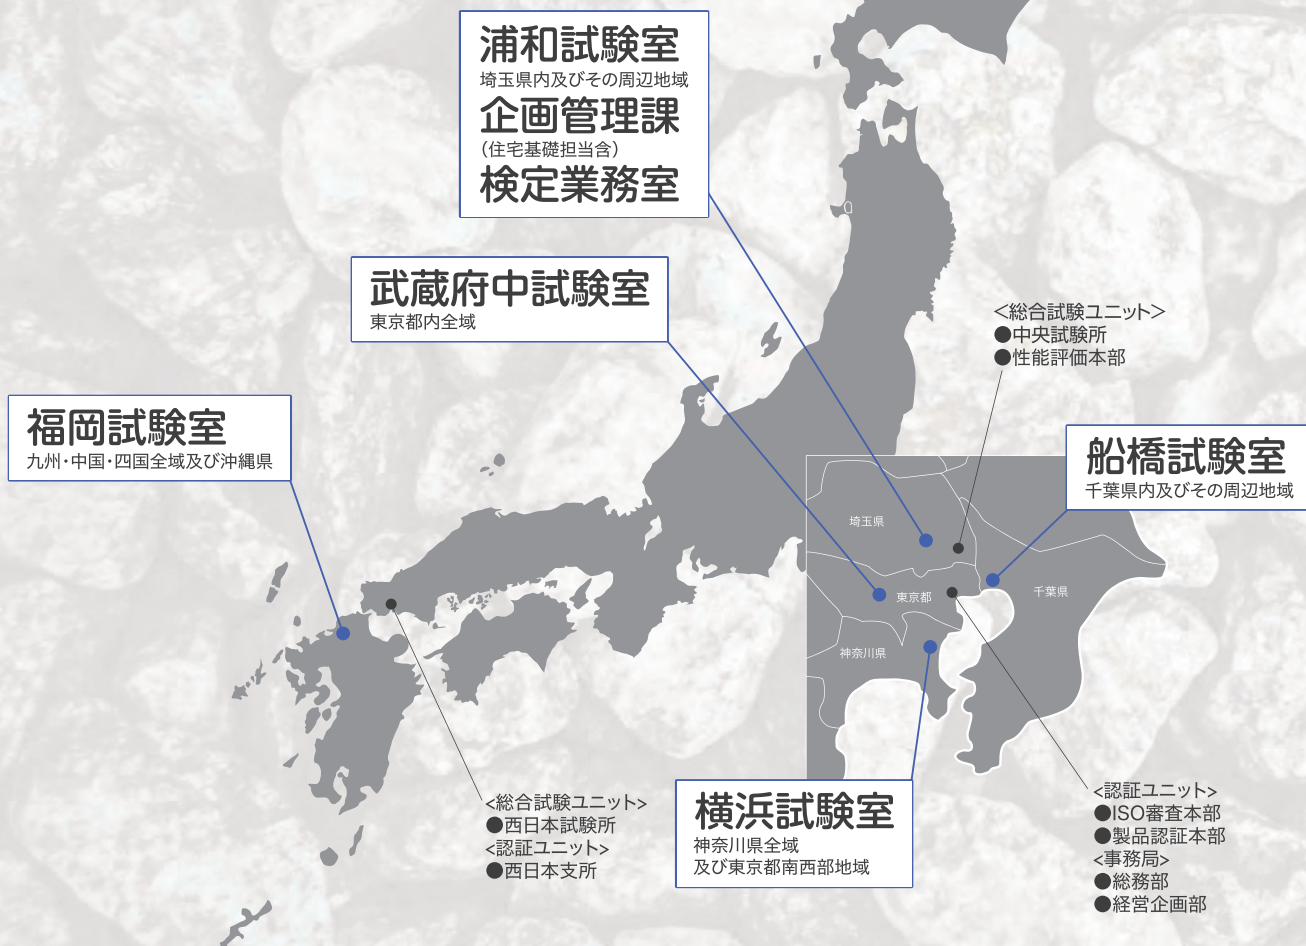 浦和試験室
埼玉県内及びその周辺地域
企画管理課
（住宅基礎担当含）
検定業務室
武蔵府中試験室
東京都内全域
＜総合試験ユニット＞
●中央試験所
●性能評価本部
福岡試験室
九州・中国・四国全域及び沖縄県
船橋試験室
千葉県内及びその周辺地域
埼玉県
東京都
千葉県
神奈川県
横浜試験室
神奈川県全域
及び東京都南西部地域
<総合試験ユニット>
●西日本試験所
<認証ユニット>
●西日本支所
<認証ユニット>
●ISO審査本部
●製品認証本部
<事務局>
●総務部
●経営企画部